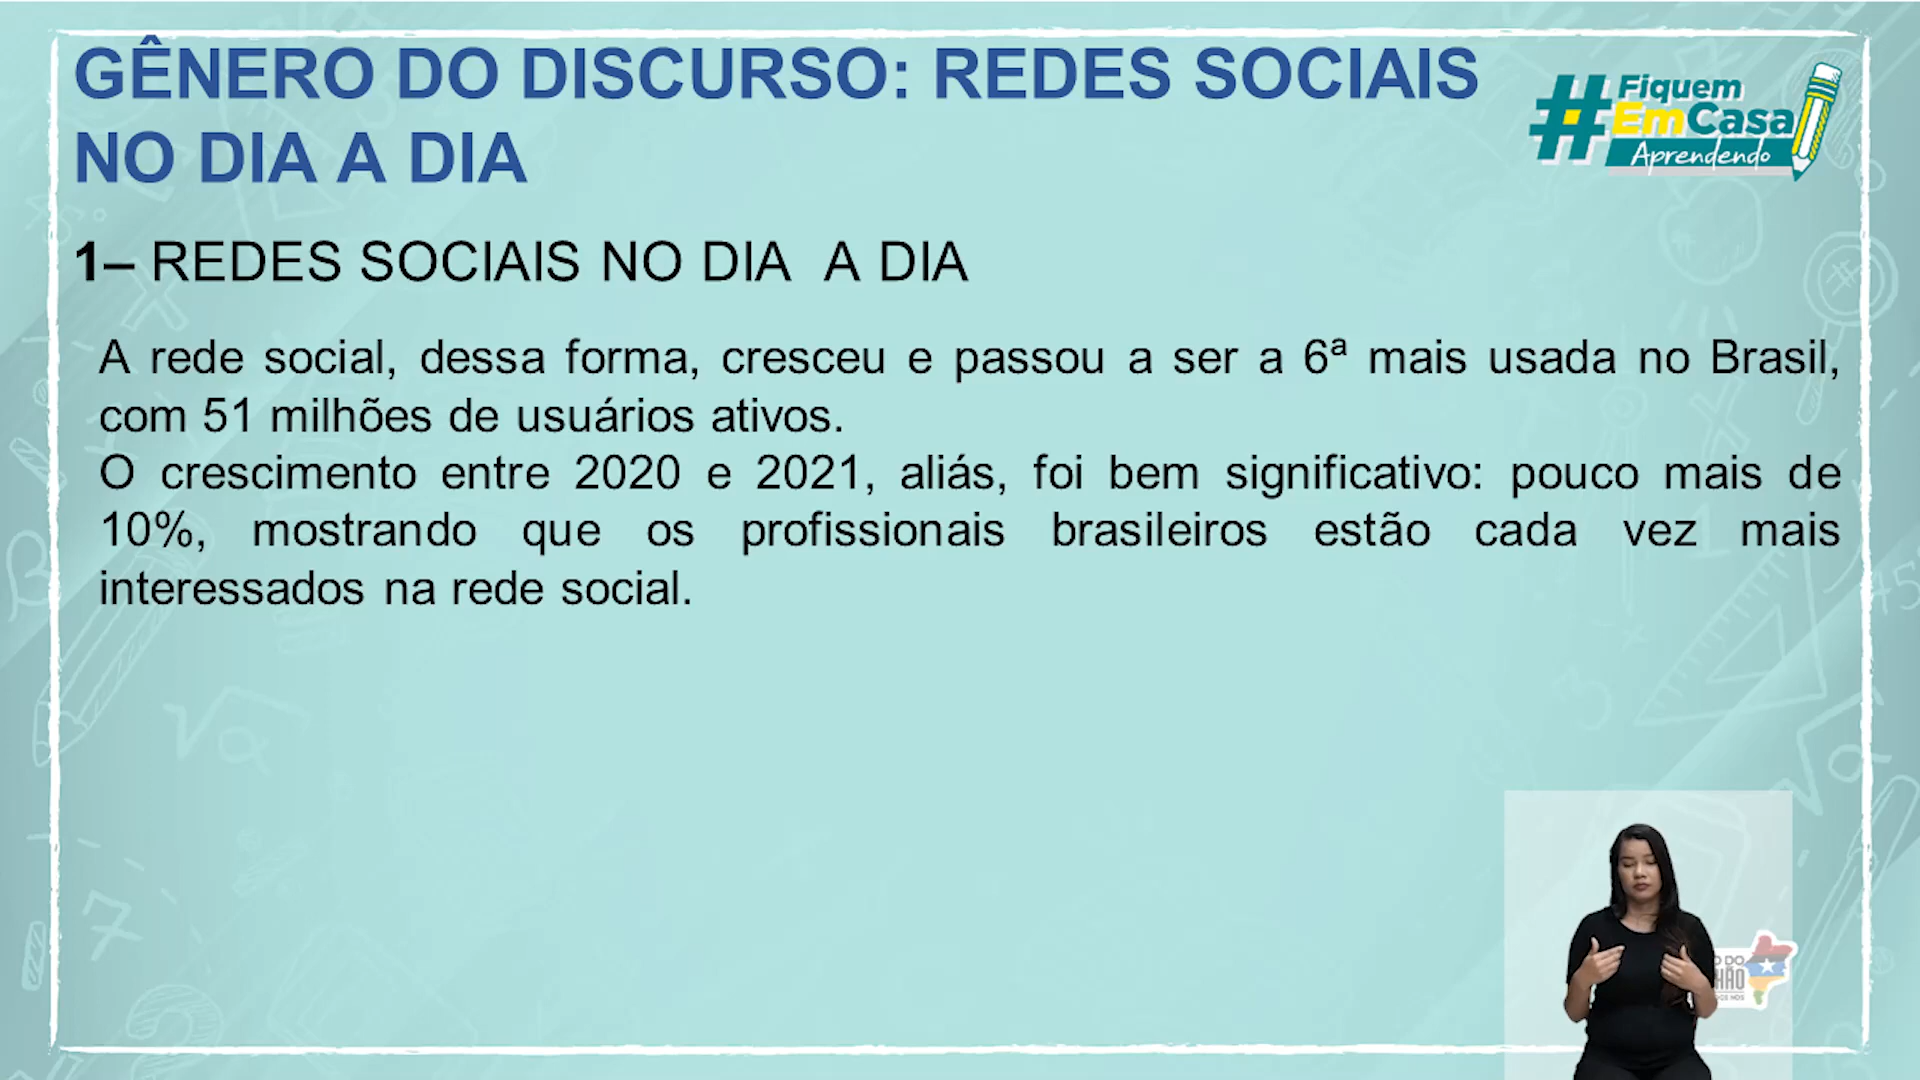 GÊNERO DO DISCURSO: REDES SOCIAIS
NO DIA A DIA
#Fiquem
EmCasa
Aprendendo
1– REDES SOCIAIS NO DIA  A DIA
A rede social, dessa forma, cresceu e passou a ser a 6ª mais usada no Brasil,
com 51 milhões de usuários ativos.
O crescimento entre 2020 e 2021, aliás, foi bem significativo: pouco mais de
10%, mostrando que os profissionais brasileiros estão cada vez mais
interessados na rede social.